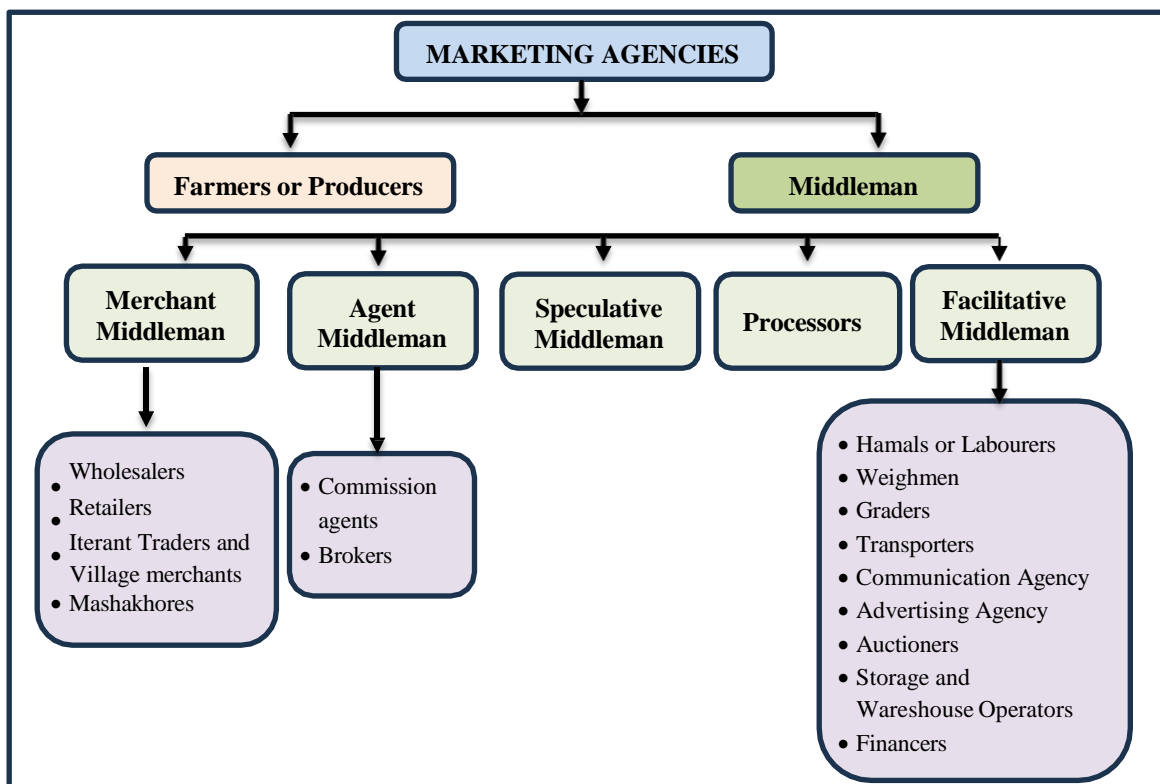 MARKETING AGENCIES
Farmers or Producers
Middleman
Merchant
Middleman
Agent
Middleman
Speculative
Middleman
Processors
Facilitative
Middleman
• Wholesalers
• Retailers
• Iterant Traders and
Village merchants
• Mashakhores
• Commission
agents
• Brokers
• Hamals or Labourers
• Weighmen
• Graders
• Transporters
• Communication Agency
• Advertising Agency
• Auctioners
• Storage and
Wareshouse Operators
• Financers